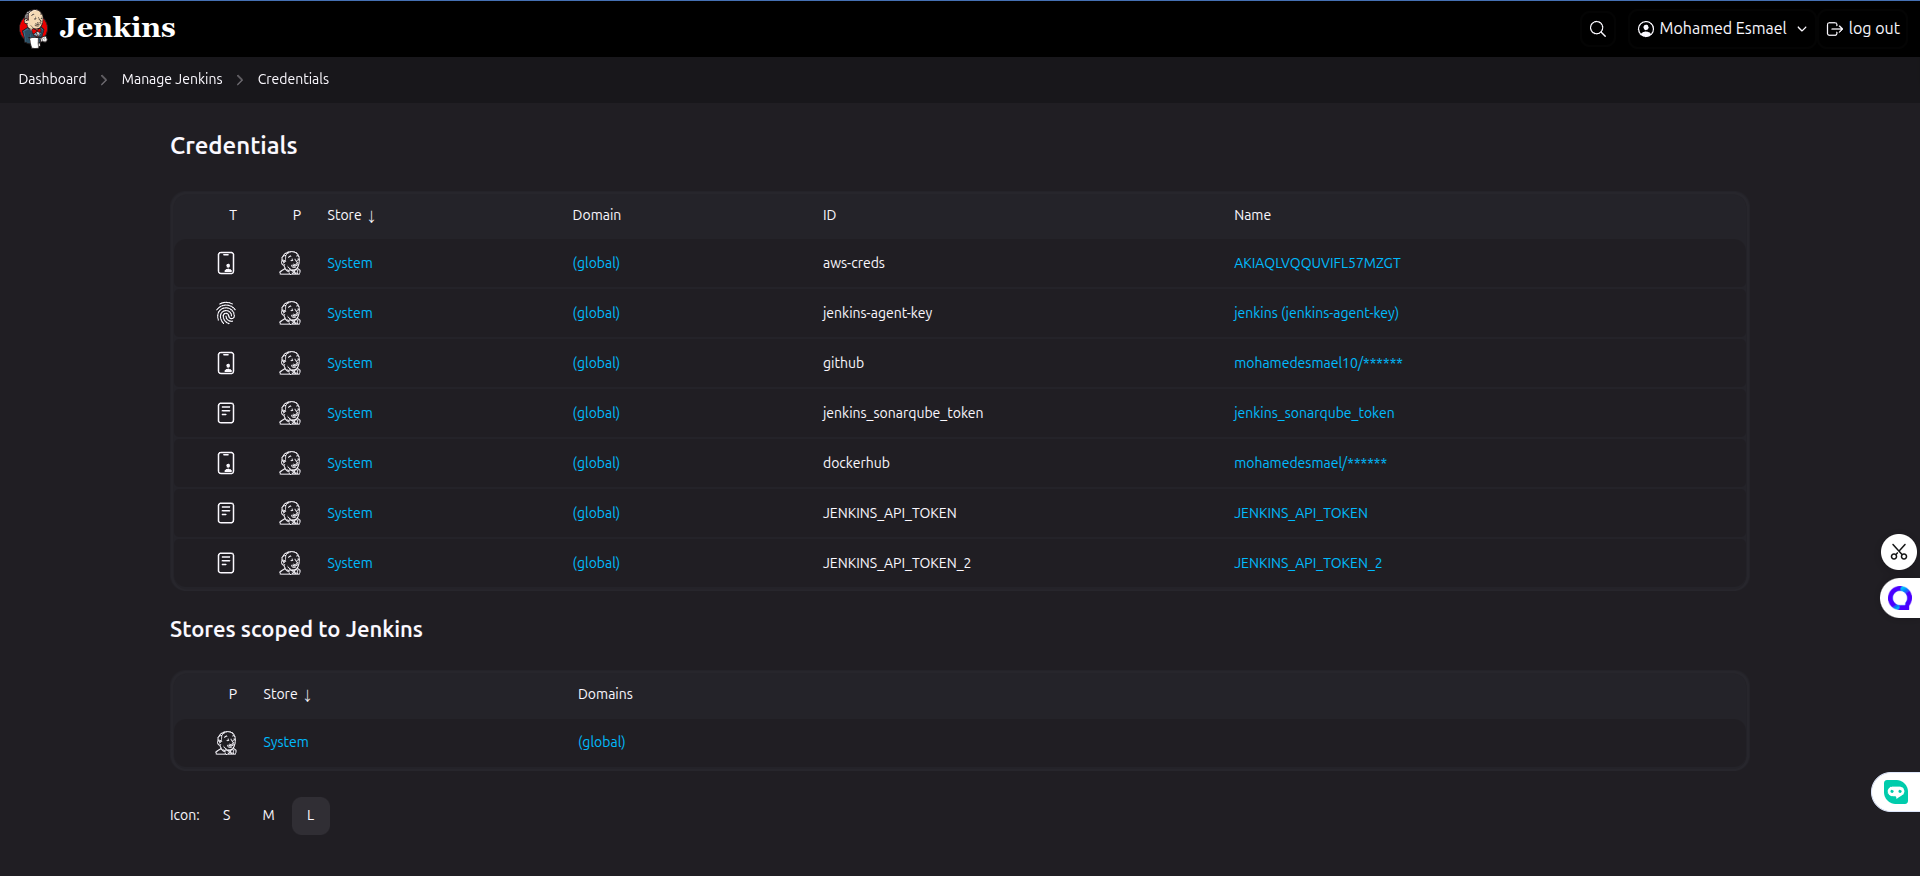 Jenkins
Mohamed Esmael
log out
Dashboard
Manage Jenkins
Credentials
Credentials
T P Store ↓ Domain ID Name
System (global) aws-creds AKIAQLVQQUVIFL57MZGT
System (global) jenkins-agent-key jenkins (jenkins-agent-key)
System (global) github mohamedesmael10/******
System (global) jenkins_sonarqube_token jenkins_sonarqube_token
System (global) dockerhub mohamedesmael/******
System (global) JENKINS_API_TOKEN JENKINS_API_TOKEN
System (global) JENKINS_API_TOKEN_2 JENKINS_API_TOKEN_2
Stores scoped to Jenkins
P Store ↓ Domains
System (global)
Icon: S M L